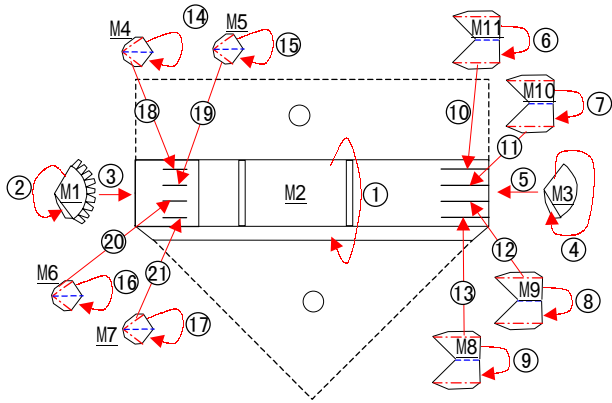 M4
⑭
M5
⑮
M11
⑥
M10
⑦
⑱
⑲
⑩
⑪
②
M1
③
M2
①
⑤
M3
④
⑳
㉑
⑫
⑬
M6
⑯
M7
⑰
M9
⑧
M8
⑨